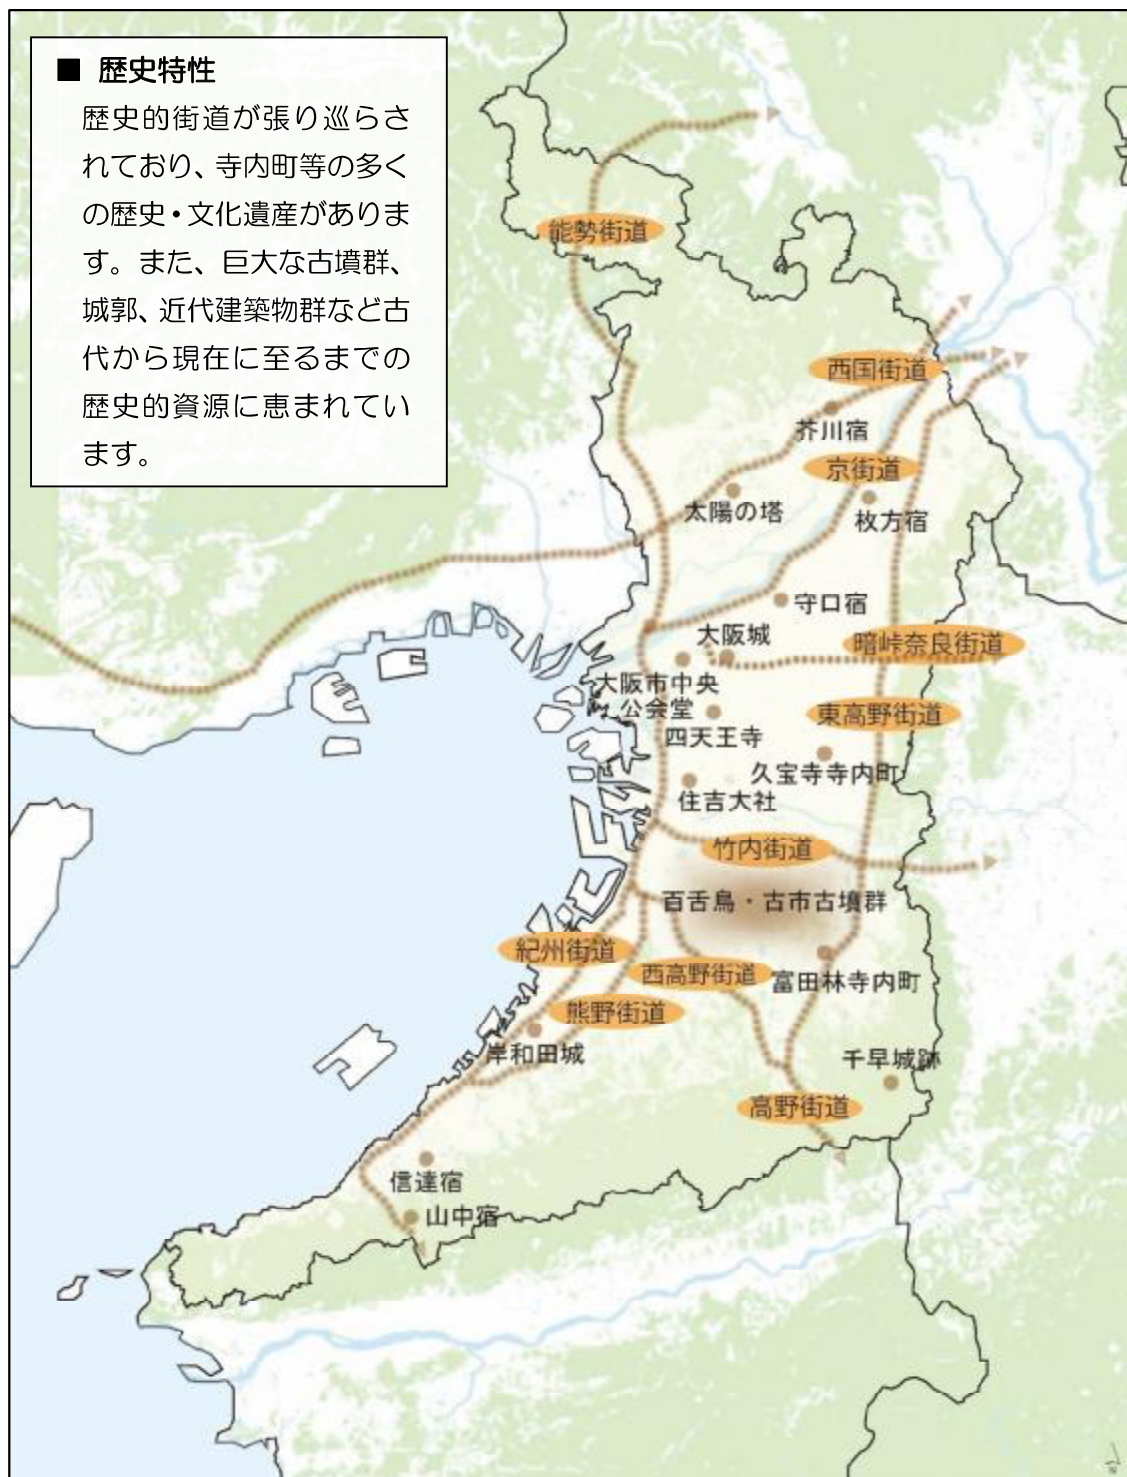 ■ 歴史特性
歴史的街道が張り巡らさ
れており、寺内町等の多く
の歴史・文化遺産がありま
す。また、巨大な古墳群、
城郭、近代建築物群など古
代から現在に至るまでの
歴史的資源に恵まれてい
ます。
能勢街道
西国街道
芥川宿
京街道
太陽の塔
枚方宿
守口宿
大阪城
暗峠奈良街道
大阪市中央
公会堂
東高野街道
四天王寺
久宝寺寺内町
住吉大社
竹内街道
百舌鳥・古市古墳群
紀州街道
西高野街道
富田林寺内町
熊野街道
岸和田城
千早城跡
高野街道
信達宿
山中宿